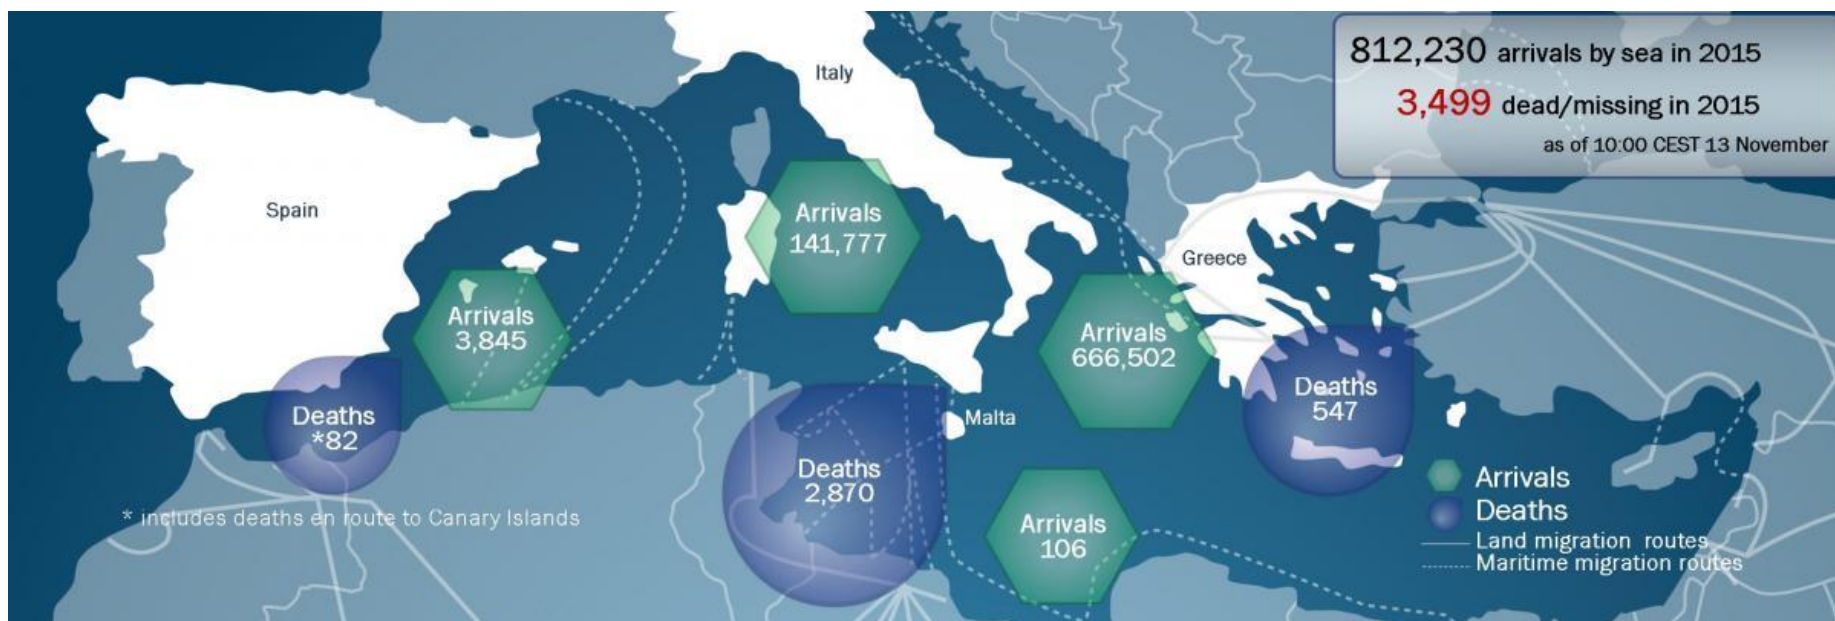 812,230 arrivals by sea in 2015
3,499 dead/missing in 2015
as of 10:00 CEST 13 November
Italy
Spain
Greece
Malta
Arrivals
141,777
Arrivals
3,845
Arrivals
666,502
Deaths
547
Deaths
*82
Deaths
2,870
Arrivals
106
* includes deaths en route to Canary Islands
Arrivals
Deaths
Land migration routes
Maritime migration routes